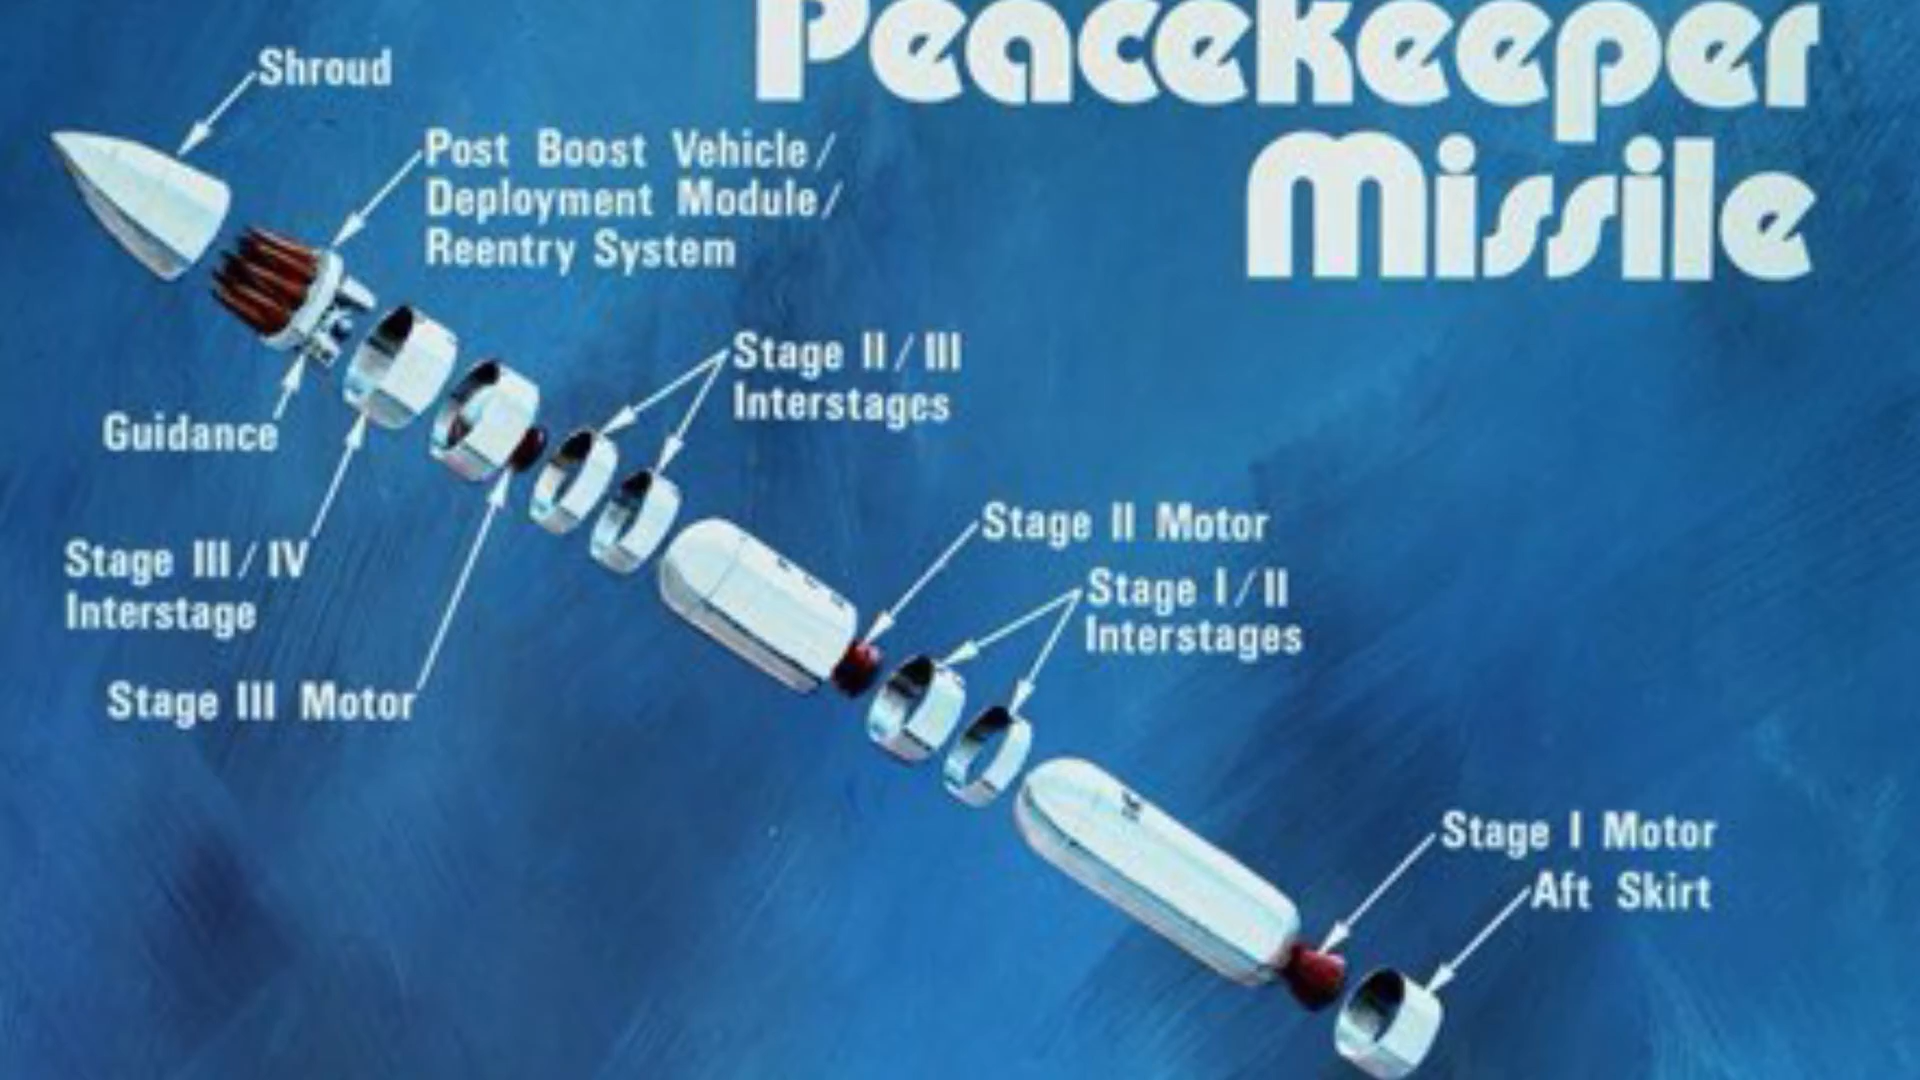 Peacekeeper
Missile
Shroud
Post Boost Vehicle/
Deployment Module/
Reentry System
Guidance
Stage III/IV
Interstage
Stage III Motor
Stage II/III
Interstages
Stage II Motor
Stage I/II
Interstages
Stage I Motor
Aft Skirt